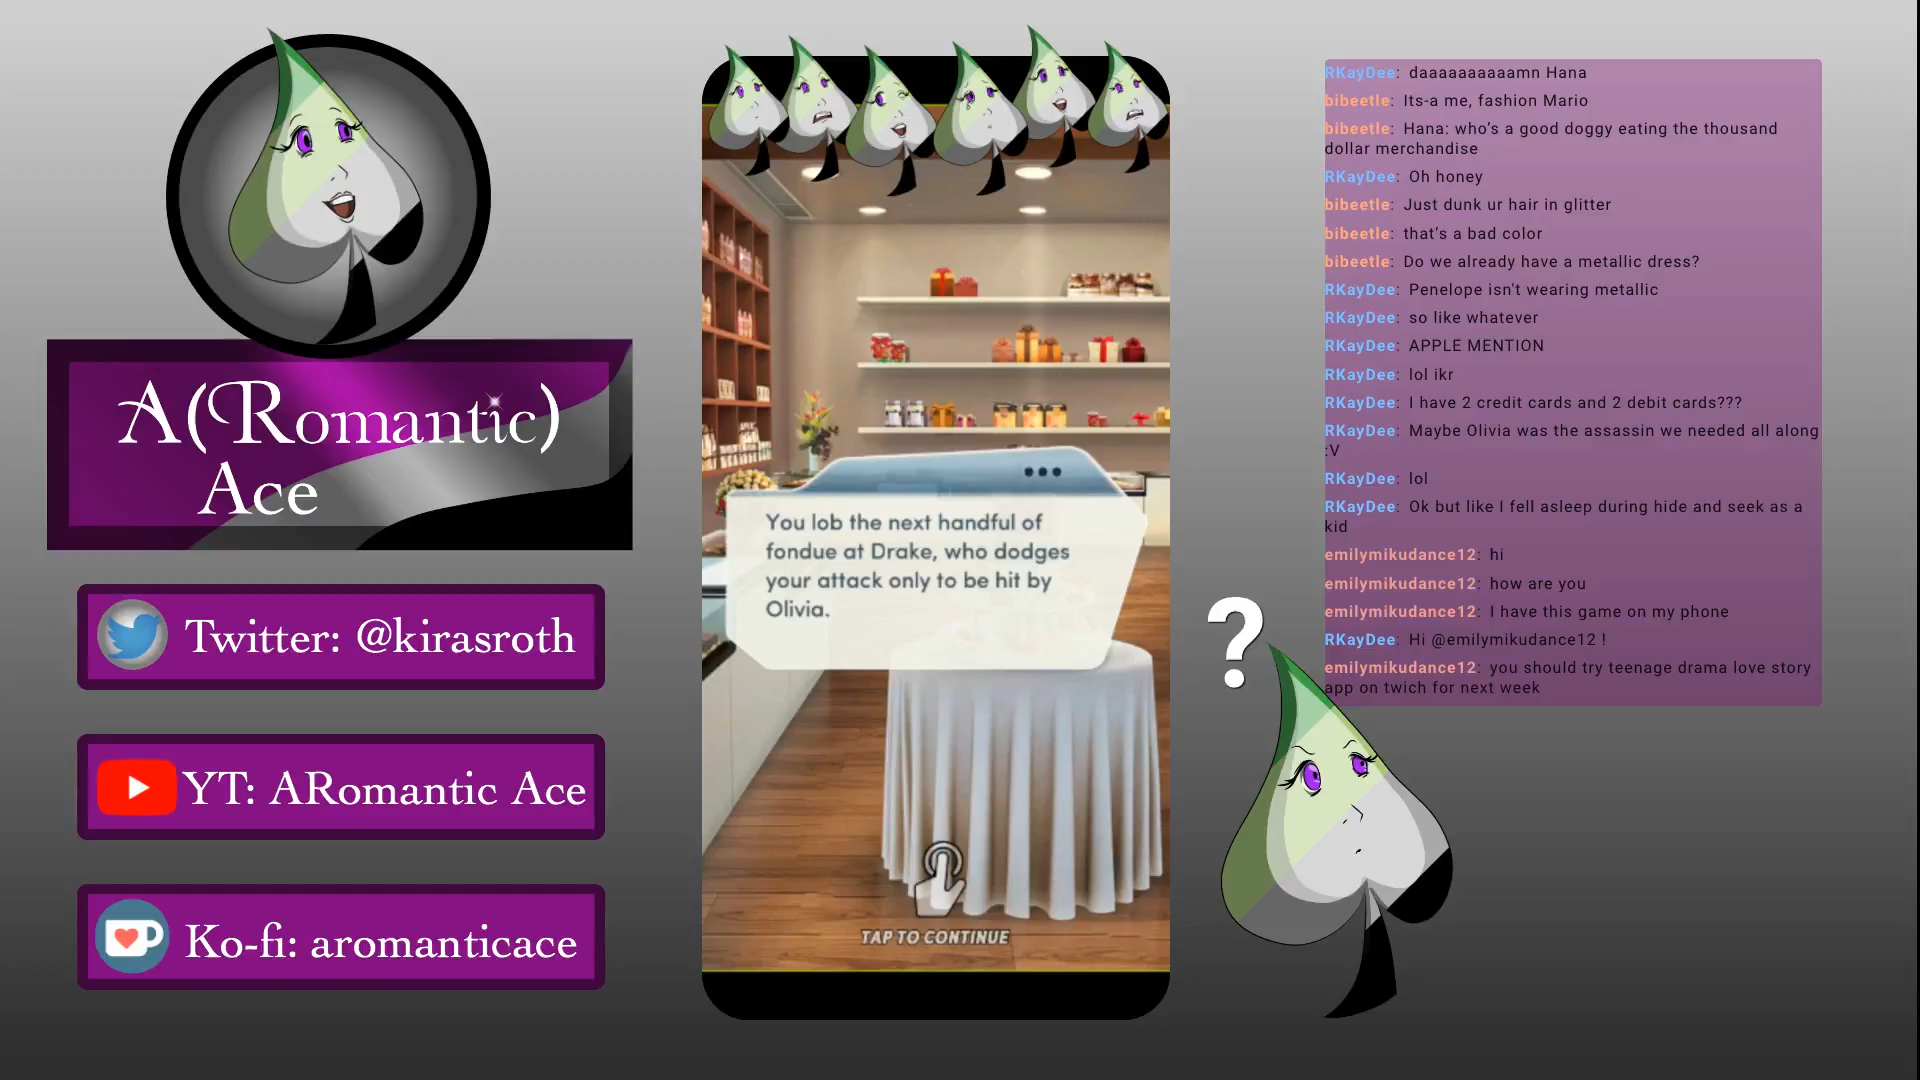 A(Romantic)
Ace
Twitter: @kirasroth
YT: ARomantic Ace
Ko-fi: aromanticace
You lob the next handful of
fondue at Drake, who dodges
your attack only to be hit by
Olivia.
TAP TO CONTINUE
?
RKayDee: daaaaaaaaaamn Hana
bibeetle: Its-a me, fashion Mario
bibeetle: Hana: who's a good doggy eating the thousand
dollar merchandise
RKayDee: Oh honey
bibeetle: Just dunk ur hair in glitter
bibeetle: that's a bad color
bibeetle: Do we already have a metallic dress?
RKayDee: Penelope isn't wearing metallic
RKayDee: so like whatever
RKayDee: APPLE MENTION
RKayDee: lol ikr
RKayDee: I have 2 credit cards and 2 debit cards???
RKayDee: Maybe Olivia was the assassin we needed all along
:V
RKayDee: lol
RKayDee: Ok but like I fell asleep during hide and seek as a
kid
emilymikudance12: hi
emilymikudance12: how are you
emilymikudance12: I have this game on my phone
RKayDee: Hi @emilymikudance12 !
emilymikudance12: you should try teenage drama love story
app on twich for next week